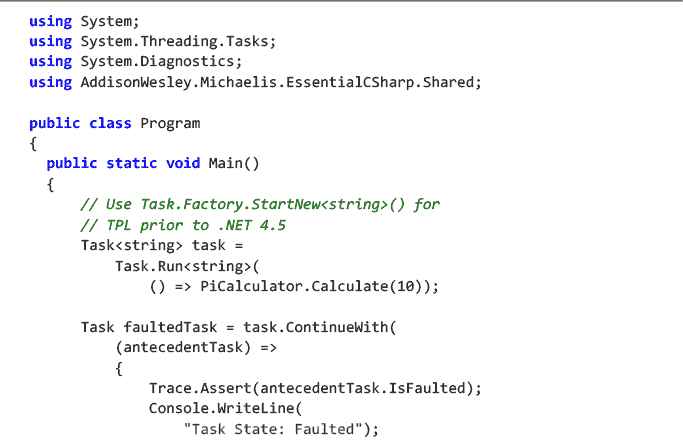 using System;
using System.Threading.Tasks;
using System.Diagnostics;
using AddisonWesley.Michaelis.EssentialCSharp.Shared;
public class Program
{
public static void Main()
{
// Use Task.Factory.StartNew<string>() for
// TPL prior to .NET 4.5
Task<string> task =
Task.Run<string>(
() => PiCalculator.Calculate(10));
Task faultedTask = task.ContinueWith(
(antecedentTask) =>
{
Trace.Assert(antecedentTask.IsFaulted);
Console.WriteLine(
"Task State: Faulted");